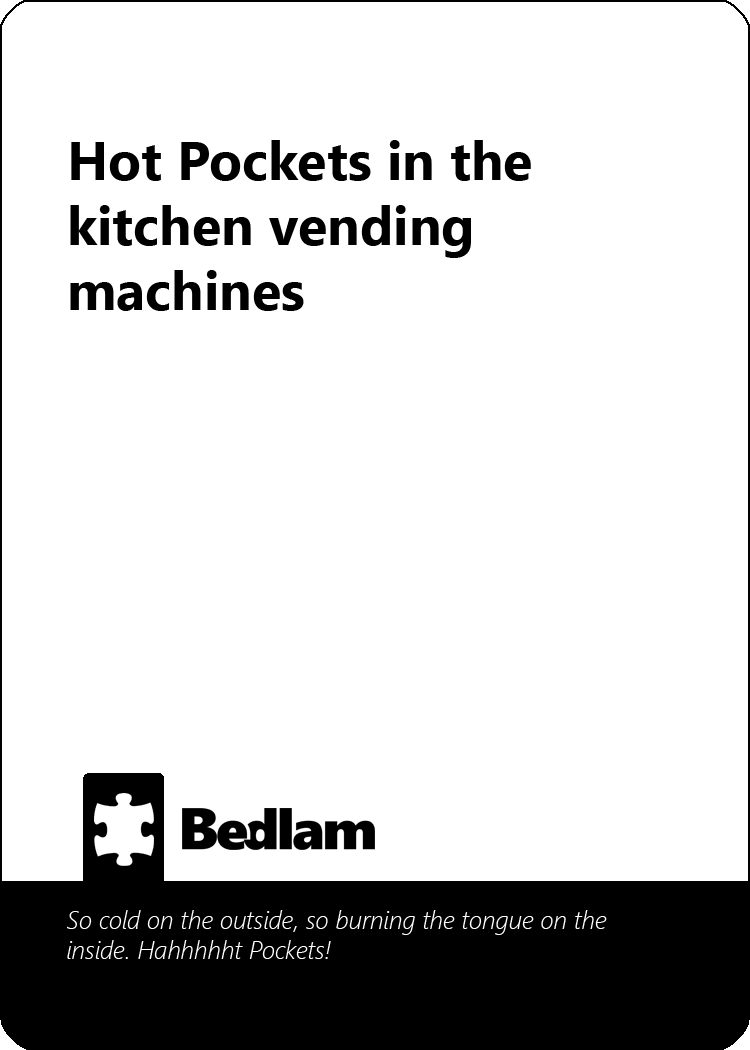 Hot Pockets in the
kitchen vending
machines
Bedlam
So cold on the outside, so burning the tongue on the
inside. Hahhhhht Pockets!